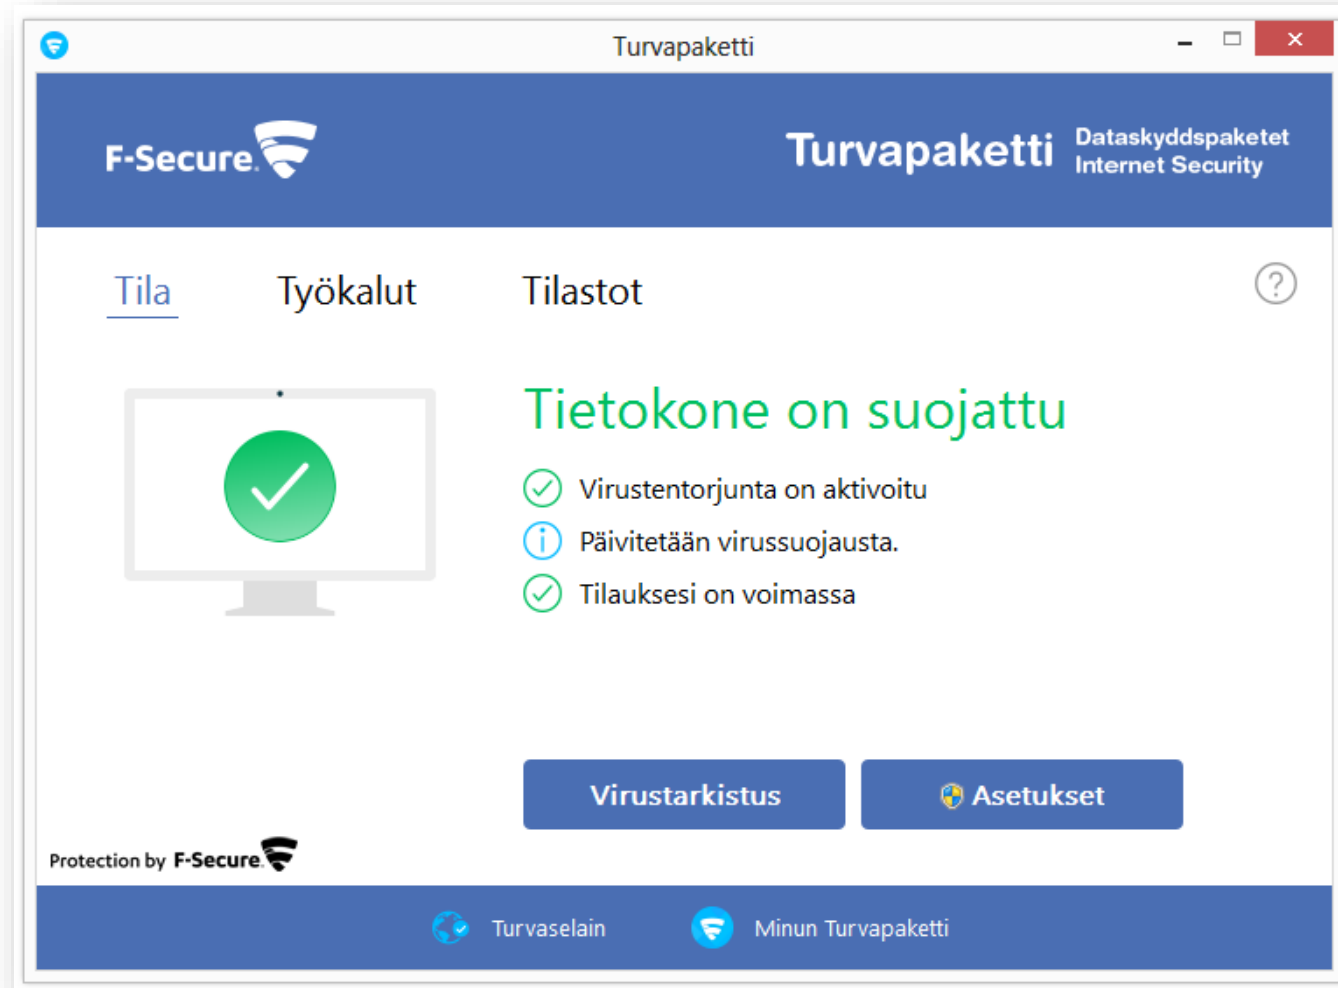 Turvapaketti
F-Secure.
Turvapaketti
Dataskyddspaketet
Internet Security
Tila
Työkalut
Tilastot
?
Tietokone on suojattu
Virustentorjunta on aktivoitu
Päivitetään virussuojausta.
Tilauksesi on voimassa
Virustarkistus
Asetukset
Protection by F-Secure.
Turvaselain
Minun Turvapaketti